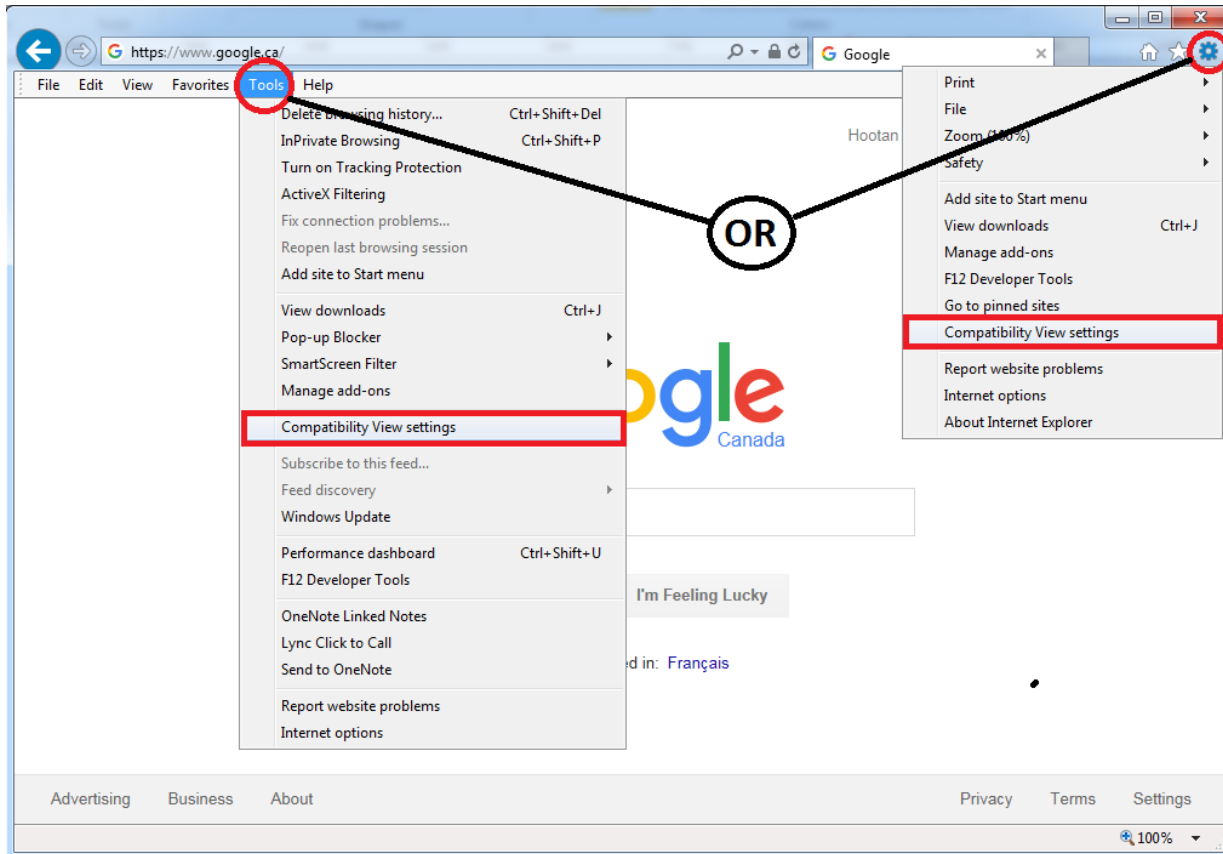 https://www.google.ca/
Google
File Edit View Favorites Tools Help
Delete browsing history... Ctrl+Shift+Del
InPrivate Browsing Ctrl+Shift+P
Turn on Tracking Protection
ActiveX Filtering
Fix connection problems...
Reopen last browsing session
Add site to Start menu
View downloads Ctrl+J
Pop-up Blocker
SmartScreen Filter
Manage add-ons
Compatibility View settings
Subscribe to this feed...
Feed discovery
Windows Update
Performance dashboard Ctrl+Shift+U
F12 Developer Tools
OneNote Linked Notes
Lync Click to Call
Send to OneNote
Report website problems
Internet options
OR
Hootan
Print
File
Zoom (100%)
Safety
Add site to Start menu
View downloads Ctrl+J
Manage add-ons
F12 Developer Tools
Go to pinned sites
Compatibility View settings
Report website problems
Internet options
About Internet Explorer
ogle
Canada
I'm Feeling Lucky
ed in: Français
Advertising Business About Privacy Terms Settings
100%